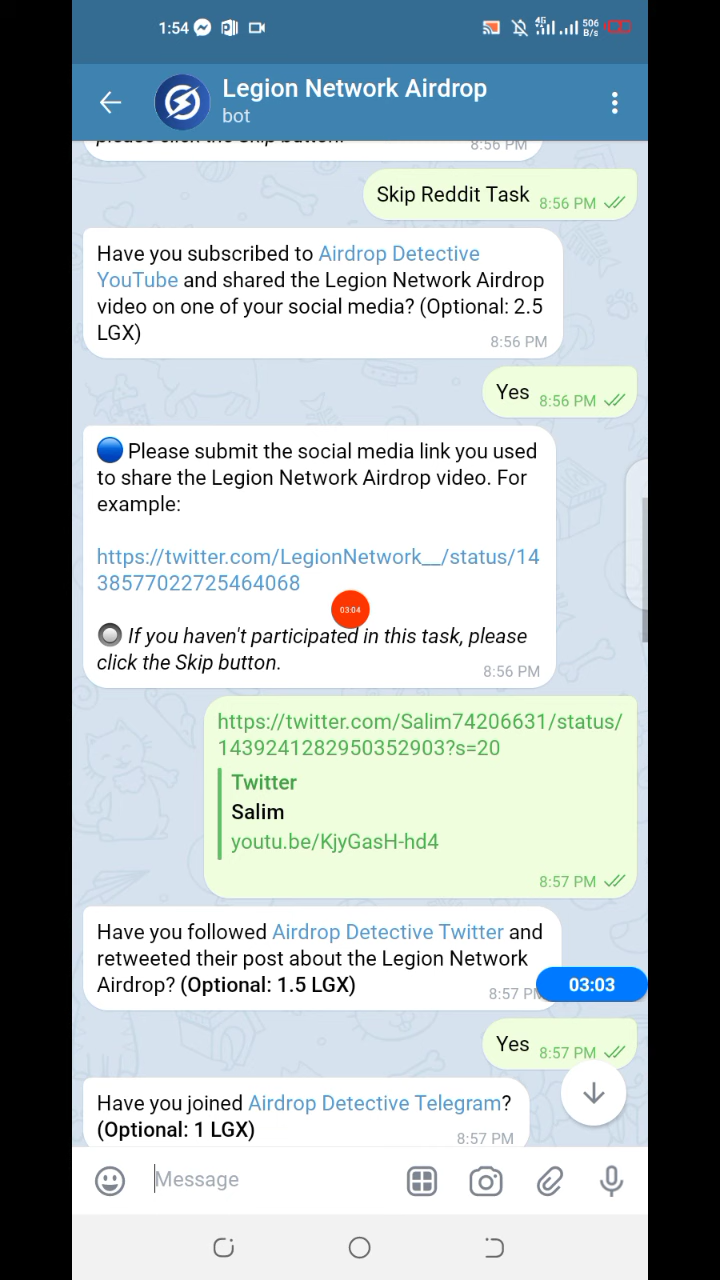 1:54
4G
506
B/s
Legion Network Airdrop
bot
please click the Skip button.
8:56 PM
Skip Reddit Task
8:56 PM
Have you subscribed to Airdrop Detective
YouTube and shared the Legion Network Airdrop
video on one of your social media? (Optional: 2.5
LGX)
8:56 PM
Yes
8:56 PM
Please submit the social media link you used
to share the Legion Network Airdrop video. For
example:
https://twitter.com/LegionNetwork__/status/14
38577022725464068
03:04
If you haven't participated in this task, please
click the Skip button.
8:56 PM
https://twitter.com/Salim74206631/status/
1439241282950352903?s=20
Twitter
Salim
youtu.be/KjyGasH-hd4
8:57 PM
Have you followed Airdrop Detective Twitter and
retweeted their post about the Legion Network
Airdrop? (Optional: 1.5 LGX)
8:57 PM
03:03
Yes
8:57 PM
Have you joined Airdrop Detective Telegram?
(Optional: 1 LGX)
8:57 PM
Message